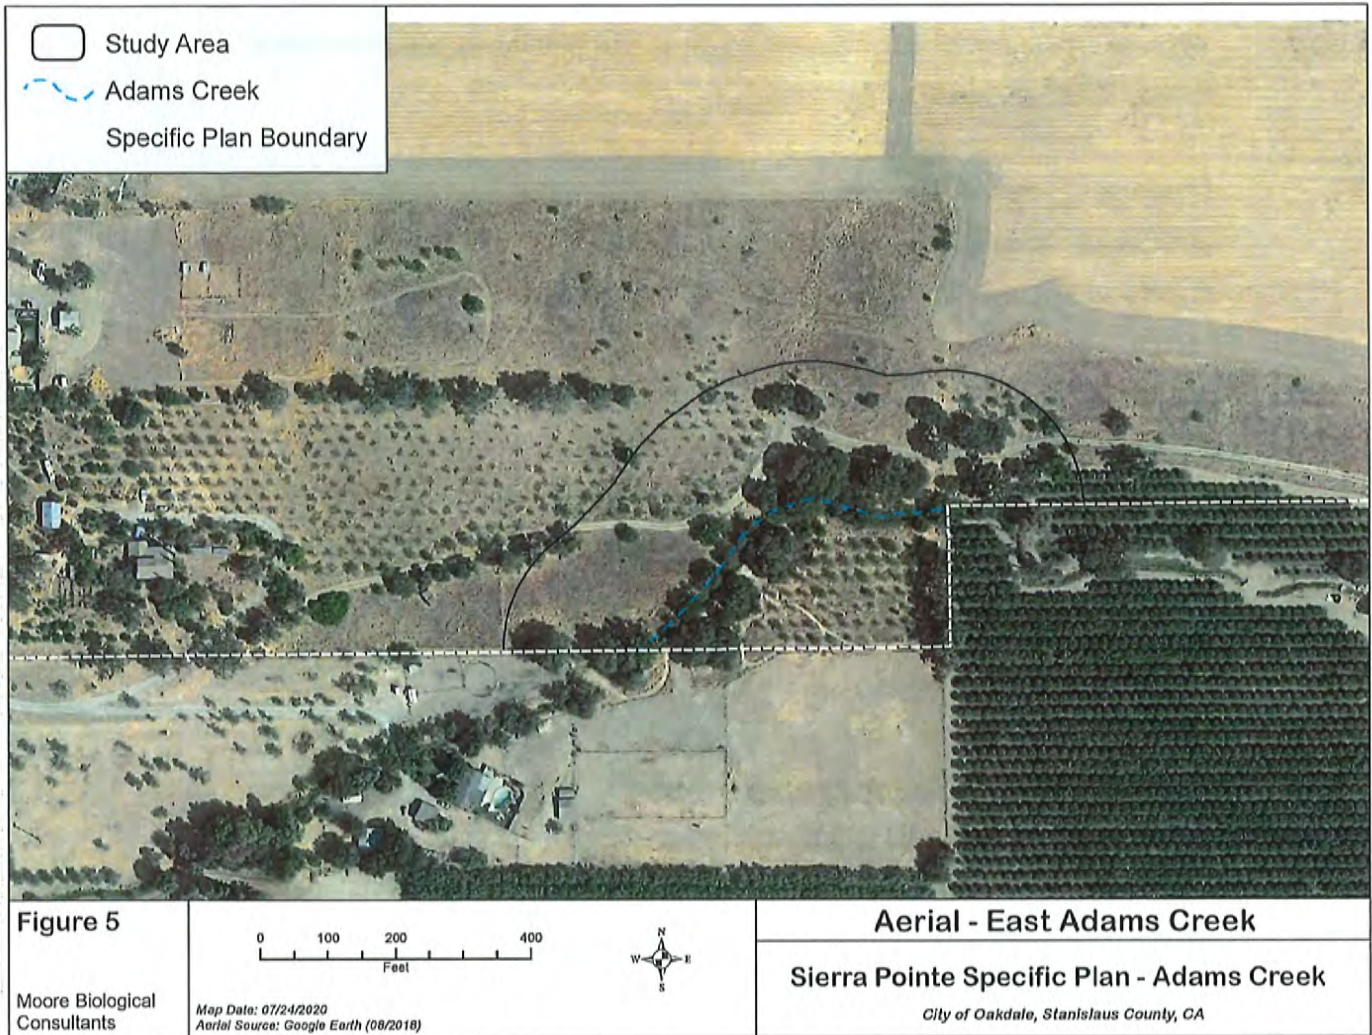 Study Area
Adams Creek
Specific Plan Boundary
Figure 5
Moore Biological
Consultants
0 100 200 400
Feet
Map Date: 07/24/2020
Aerial Source: Google Earth (08/2018)
N
W E
S
Aerial - East Adams Creek
Sierra Pointe Specific Plan - Adams Creek
City of Oakdale, Stanislaus County, CA